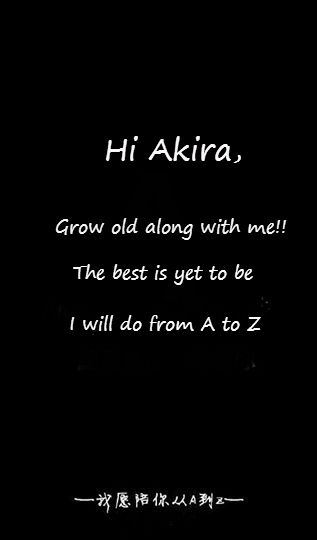 Hi Akira,
Grow old along with me!!
The best is yet to be
I will do from A to Z
—我愿陪你从A到Z—